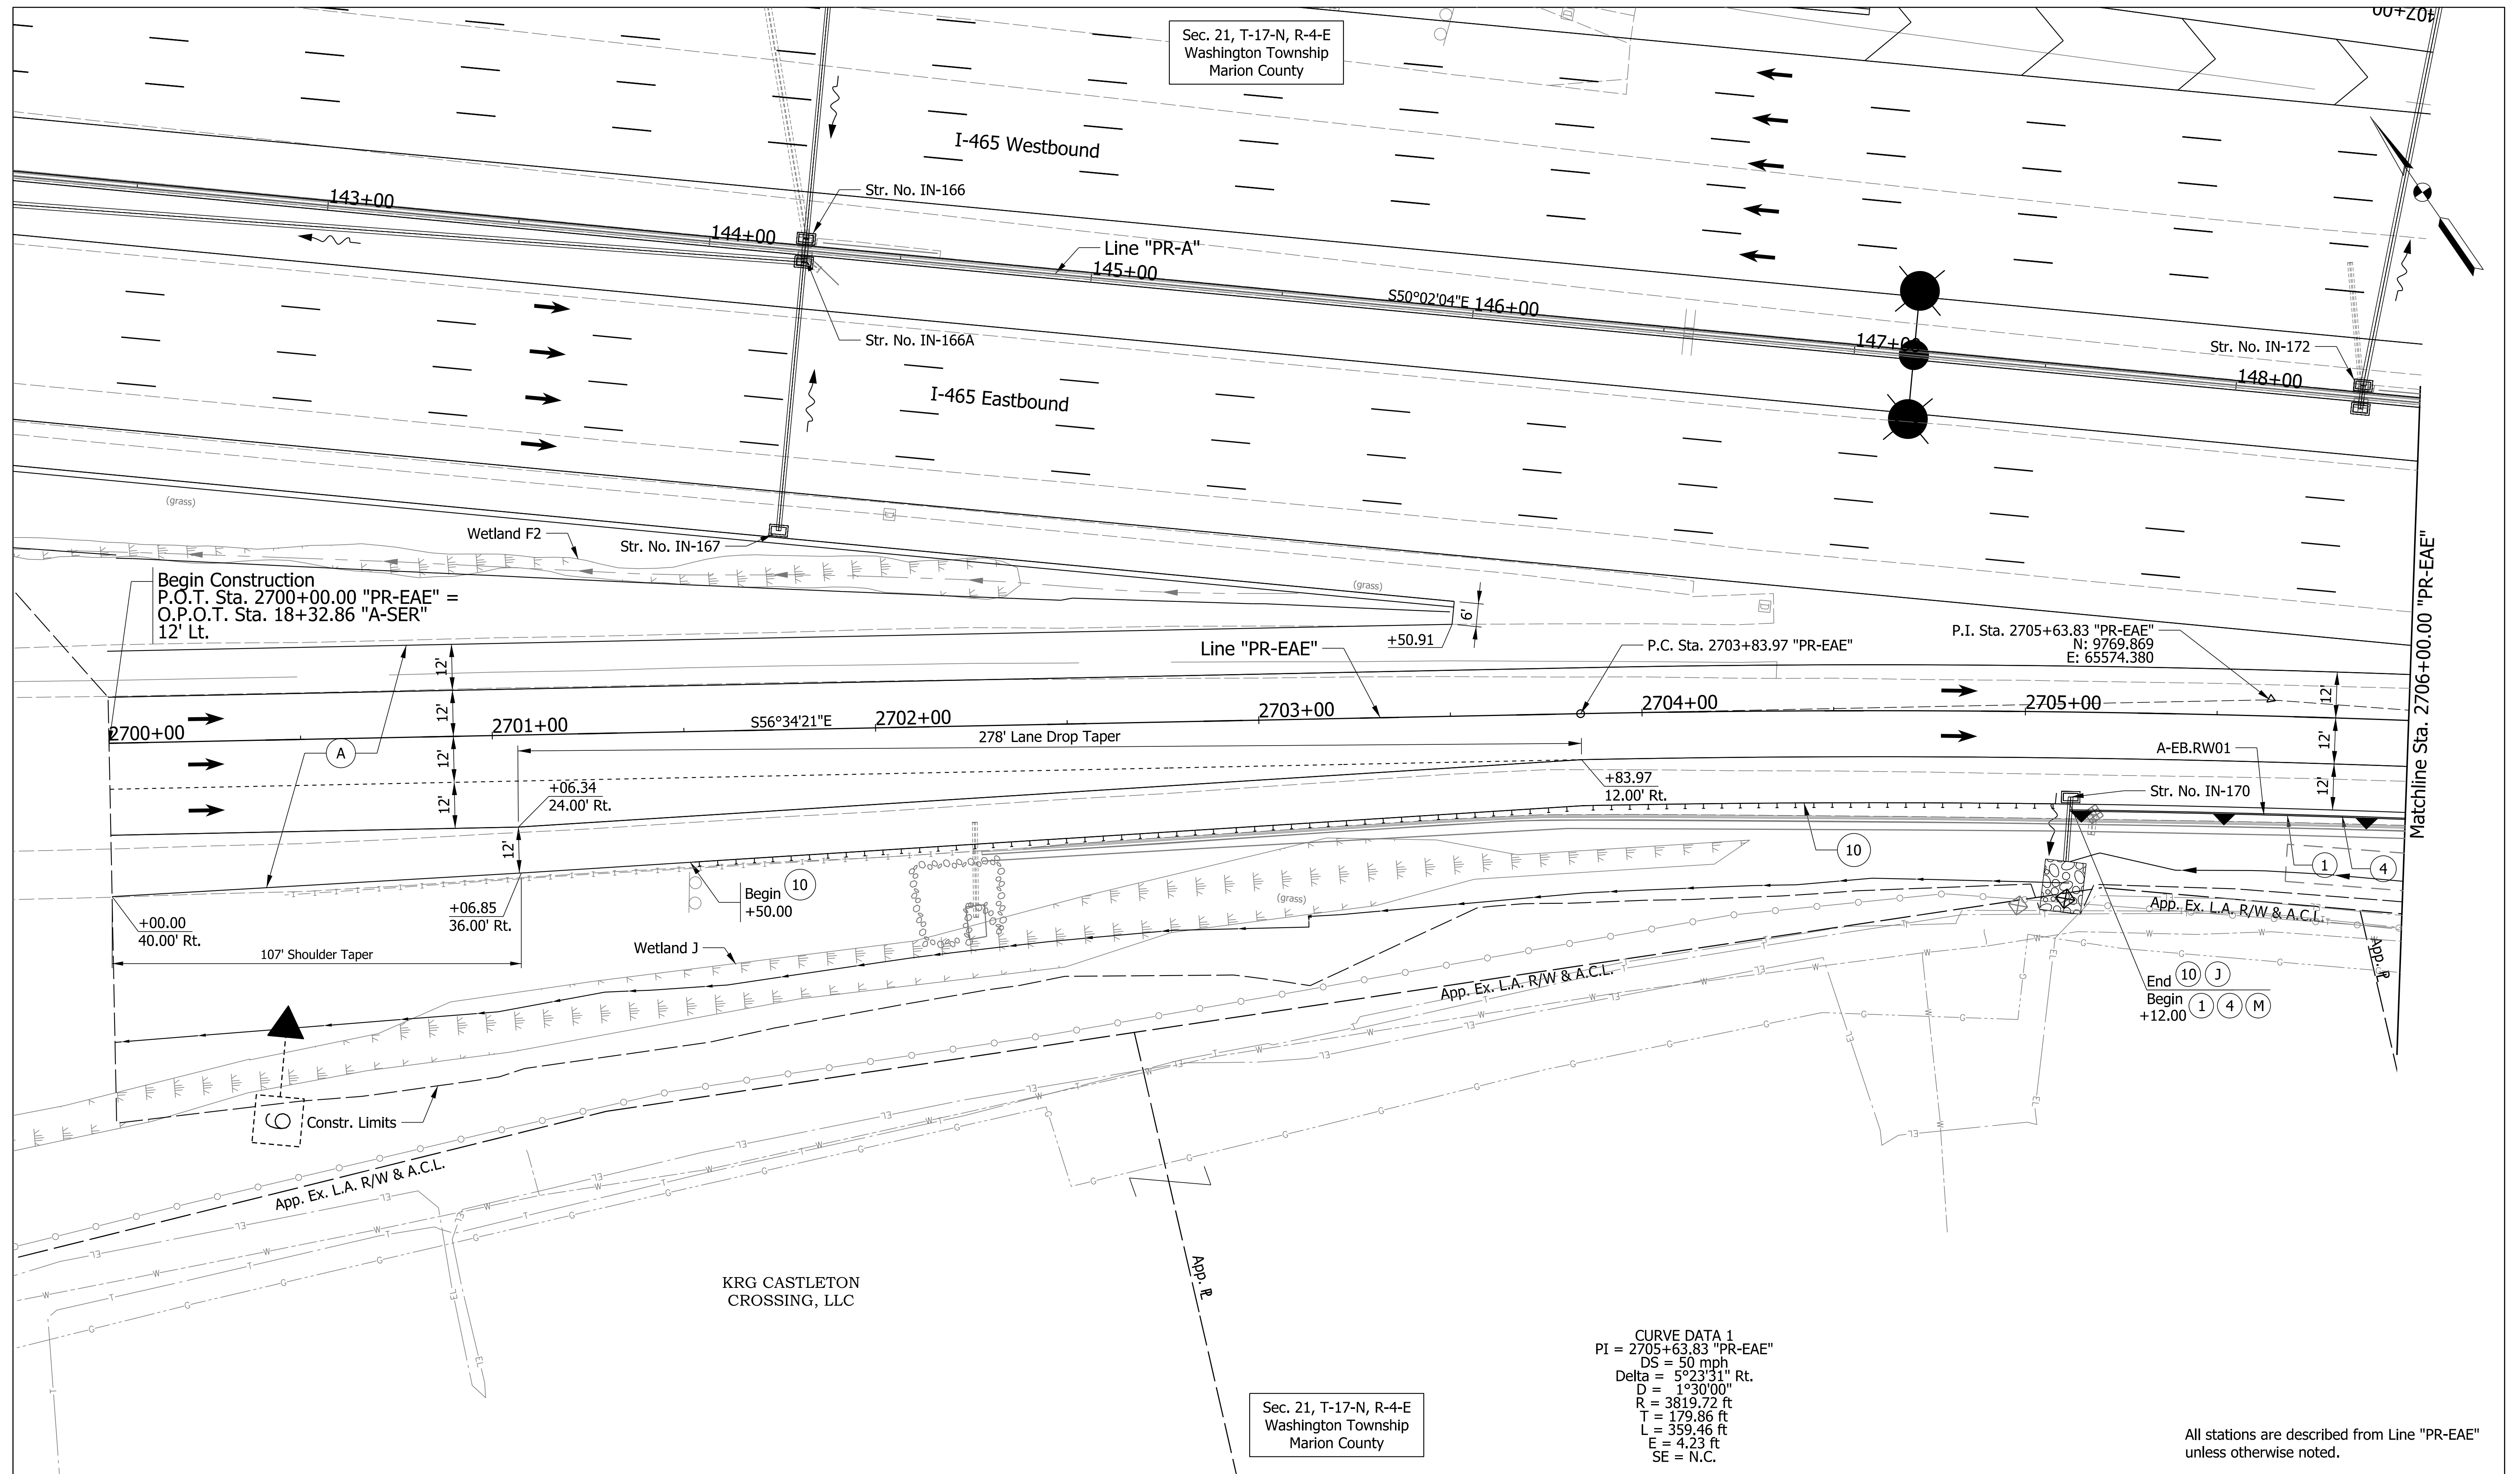 407+00
Sec. 21, T-17-N, R-4-E
Washington Township
Marion County
I-465 Westbound
143+00
144+00
Str. No. IN-166
Line "PR-A"
145+00
S50°02'04"E
146+00
147+00
148+00
Str. No. IN-166A
Str. No. IN-172
I-465 Eastbound
(grass)
Wetland F2
Str. No. IN-167
D
(grass)
D
D
6'
+50.91
Begin Construction
P.O.T. Sta. 2700+00.00 "PR-EAE" =
O.P.O.T. Sta. 18+32.86 "A-SER"
12' Lt.
Line "PR-EAE"
P.C. Sta. 2703+83.97 "PR-EAE"
P.I. Sta. 2705+63.83 "PR-EAE"
N: 9769.869
E: 65574.380
Matchline Sta. 2706+00.00 "PR-EAE"
12'
12'
12'
12'
12'
12'
12'
12'
2700+00
2701+00
S56°34'21"E
2702+00
2703+00
2704+00
2705+00
278' Lane Drop Taper
A
+06.34
24.00' Rt.
+83.97
12.00' Rt.
A-EB.RW01
Str. No. IN-170
10
1
4
Begin 10
+50.00
+00.00
40.00' Rt.
+06.85
36.00' Rt.
107' Shoulder Taper
Wetland J
(grass)
App. Ex. L.A. R/W & A.C.L.
App. Ex. L.A. R/W & A.C.L.
App. PL
End 10 J
Begin 1 4 M
+12.00
Constr. Limits
App. Ex. L.A. R/W & A.C.L.
App. PL
KRG CASTLETON
CROSSING, LLC
Sec. 21, T-17-N, R-4-E
Washington Township
Marion County
CURVE DATA 1
PI = 2705+63.83 "PR-EAE"
DS = 50 mph
Delta = 5°23'31" Rt.
D = 1°30'00"
R = 3819.72 ft
T = 179.86 ft
L = 359.46 ft
E = 4.23 ft
SE = N.C.
All stations are described from Line "PR-EAE"
unless otherwise noted.